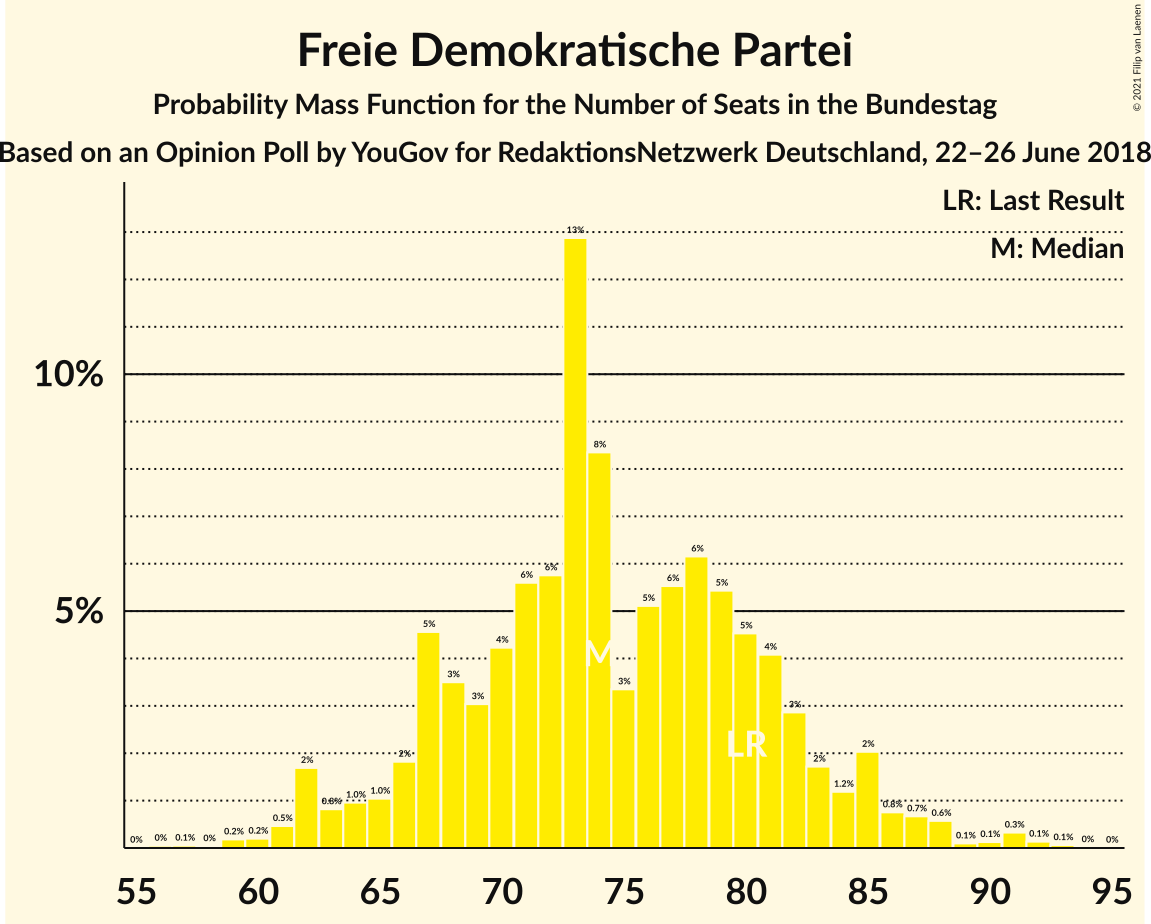 Freie Demokratische Partei
Probability Mass Function for the Number of Seats in the Bundestag
Based on an Opinion Poll by YouGov for RedaktionsNetzwerk Deutschland, 22–26 June 2018
© 2021 Filip van Laenen
LR: Last Result
M: Median
10%
5%
0% 0% 0.1% 0% 0.2% 0.2% 0.5% 2% 0.8% 1.0% 1.0% 2% 5% 3% 3% 4% 6% 6% 13% 8% 3% 5% 6% 6% 5% 5% 4% 3% 2% 1.2% 2% 0.8% 0.7% 0.6% 0.1% 0.1% 0.3% 0.1% 0.1% 0% 0%
M
LR
55 60 65 70 75 80 85 90 95